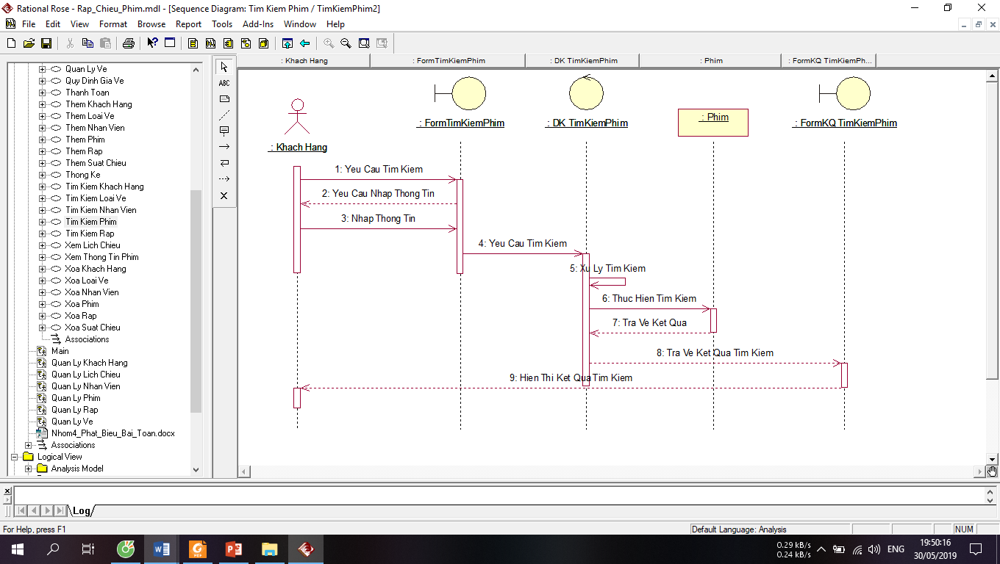 Rational Rose - Rap_Chieu_Phim.mdl - [Sequence Diagram: Tim Kiem Phim / TimKiemPhim2]
File Edit View Format Browse Report Tools Add-Ins Window Help
Quan Ly Ve
Quy Dinh Gia Ve
Thanh Toan
Them Khach Hang
Them Loai Ve
Them Nhan Vien
Them Phim
Them Rap
Them Suat Chieu
Thong Ke
Tim Kiem Khach Hang
Tim Kiem Loai Ve
Tim Kiem Nhan Vien
Tim Kiem Phim
Tim Kiem Rap
Xem Lich Chieu
Xem Thong Tin Phim
Xoa Khach Hang
Xoa Loai Ve
Xoa Nhan Vien
Xoa Phim
Xoa Rap
Xoa Suat Chieu
Associations
Main
Quan Ly Khach Hang
Quan Ly Lich Chieu
Quan Ly Nhan Vien
Quan Ly Phim
Quan Ly Rap
Quan Ly Ve
Nhom4_Phat_Bieu_Bai_Toan.docx
Associations
Logical View
Analysis Model
ABC
: Khach Hang : FormTimKiemPhim : DK TimKiemPhim : Phim : FormKQ TimKiemPh...
: Khach Hang
: FormTimKiemPhim
: DK TimKiemPhim
: Phim
: FormKQ TimKiemPhim
1: Yeu Cau Tim Kiem
2: Yeu Cau Nhap Thong Tin
3: Nhap Thong Tin
4: Yeu Cau Tim Kiem
5: Xu Ly Tim Kiem
6: Thuc Hien Tim Kiem
7: Tra Ve Ket Qua
8: Tra Ve Ket Qua Tim Kiem
9: Hien Thi Ket Qua Tim Kiem
Log
For Help, press F1
Default Language: Analysis
NUM
PDF
0.29 kB/s
0.24 kB/s
ENG
19:50:16
30/05/2019